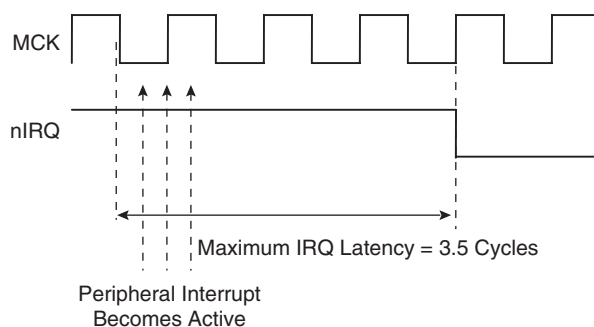 MCK
nIRQ
Maximum IRQ Latency = 3.5 Cycles
Peripheral Interrupt
Becomes Active